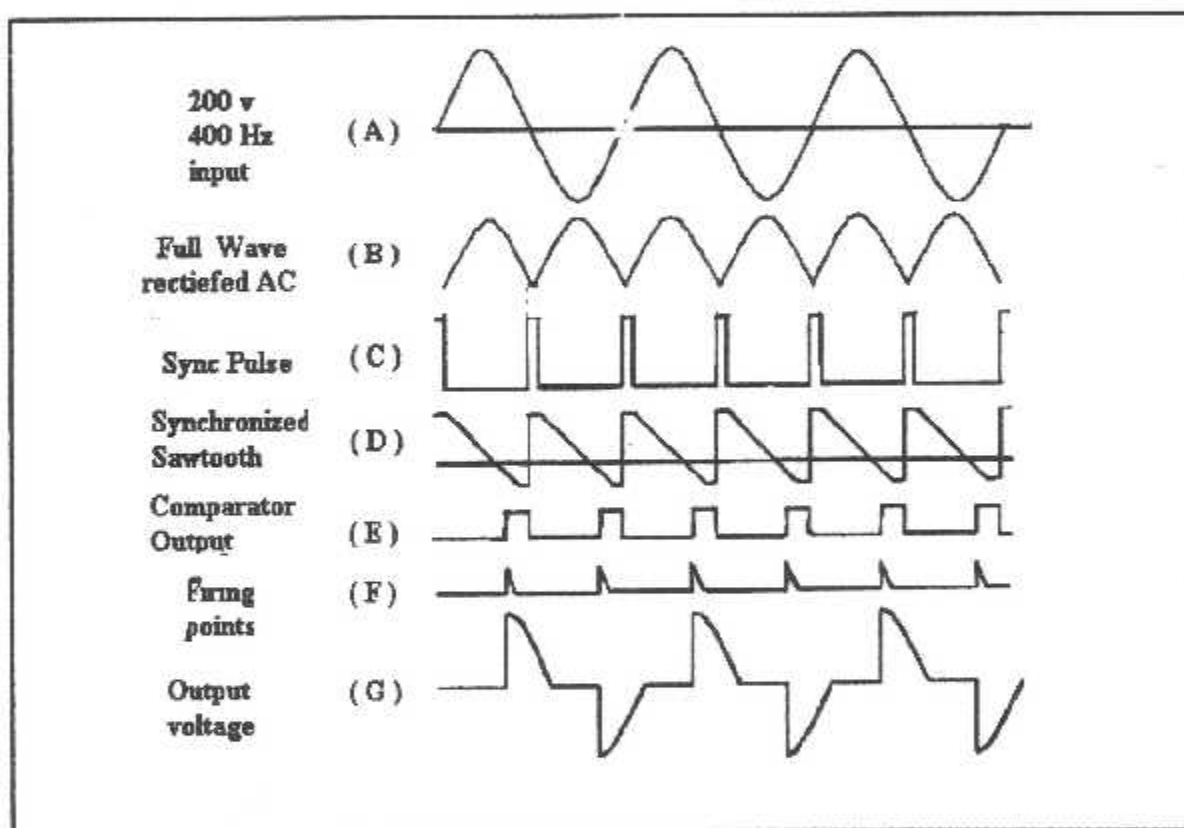 200 v
400 Hz
input
(A)
Full Wave
rectiefed AC
(B)
Sync Pulse
(C)
Synchronized
Sawtooth
(D)
Comparator
Output
(E)
Firing
points
(F)
Output
voltage
(G)